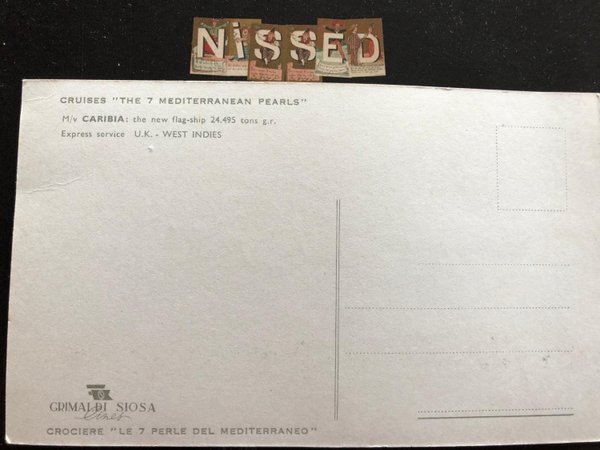 NiSSED
CRUISES "THE 7 MEDITERRANEAN PEARLS"
M/v CARIBIA: the new flag-ship 24.495 tons g.r.
Express service U.K. - WEST INDIES
GRIMALDI SIOSA
Lines
CROCIERE "LE 7 PERLE DEL MEDITERRANEO"